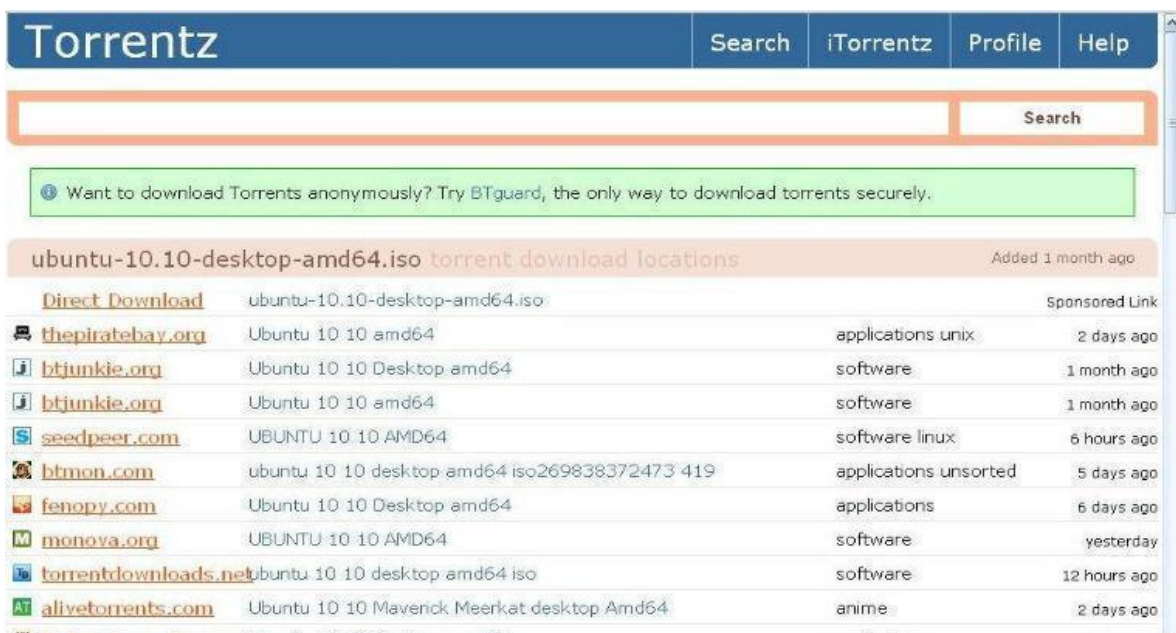 Torrentz Search iTorrentz Profile Help
Search
Want to download Torrents anonymously? Try BTguard, the only way to download torrents securely.
ubuntu-10.10-desktop-amd64.iso torrent download locations Added 1 month ago
Direct Download ubuntu-10.10-desktop-amd64.iso Sponsored Link
thepiratebay.org Ubuntu 10 10 amd64 applications unix 2 days ago
btjunkie.org Ubuntu 10 10 Desktop amd64 software 1 month ago
btjunkie.org Ubuntu 10 10 amd64 software 1 month ago
seedpeer.com UBUNTU 10 10 AMD64 software linux 6 hours ago
btmon.com ubuntu 10 10 desktop amd64 iso269838372473 419 applications unsorted 5 days ago
fenopy.com Ubuntu 10 10 Desktop amd64 applications 6 days ago
monova.org UBUNTU 10 10 AMD64 software yesterday
torrentdownloads.net ubuntu 10 10 desktop amd64 iso software 12 hours ago
alivetorrents.com Ubuntu 10 10 Maverick Meerkat desktop Amd64 anime 2 days ago